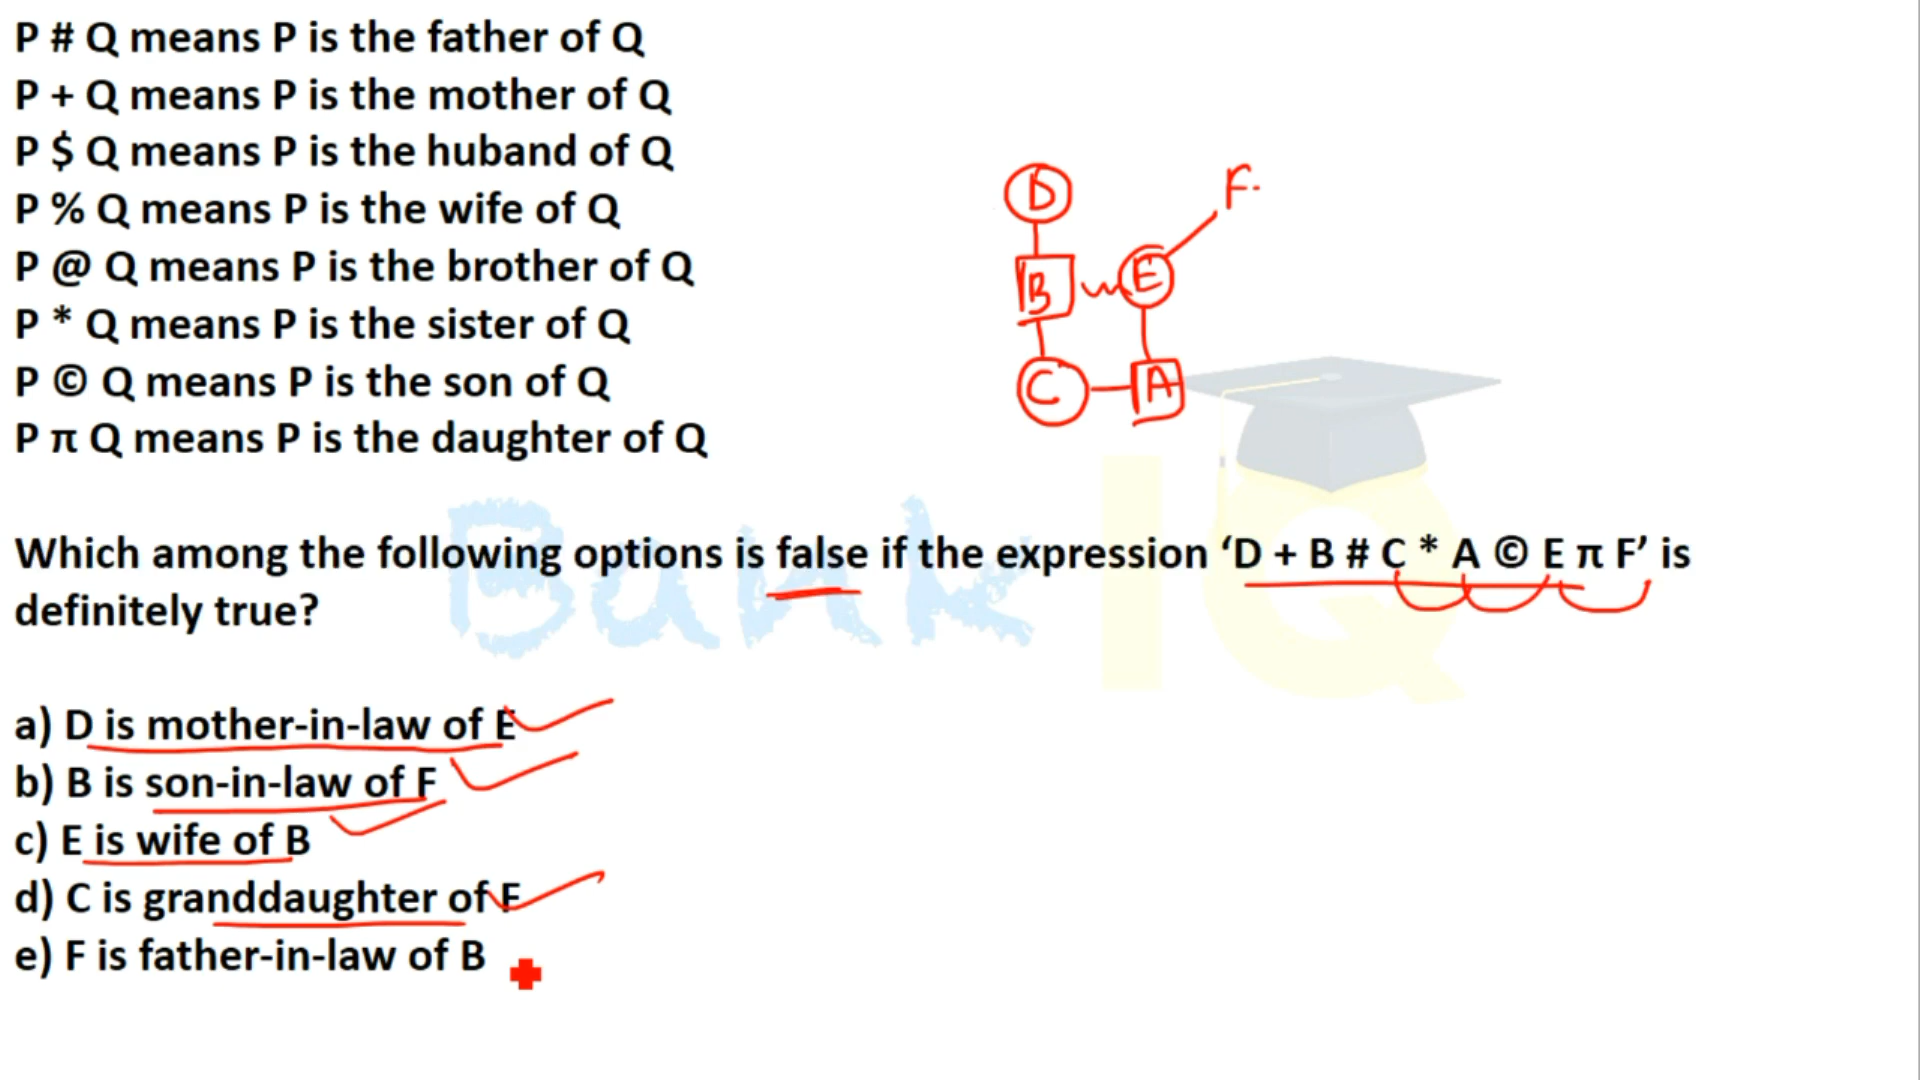 P # Q means P is the father of Q
P + Q means P is the mother of Q
P $ Q means P is the huband of Q
P % Q means P is the wife of Q
P @ Q means P is the brother of Q
P * Q means P is the sister of Q
P © Q means P is the son of Q
P π Q means P is the daughter of Q
D
F.
B
E
C
A
Bank IQ
Which among the following options is false if the expression ‘D + B # C * A © E π F’ is
definitely true?
a) D is mother-in-law of E
b) B is son-in-law of F
c) E is wife of B
d) C is granddaughter of F
e) F is father-in-law of B